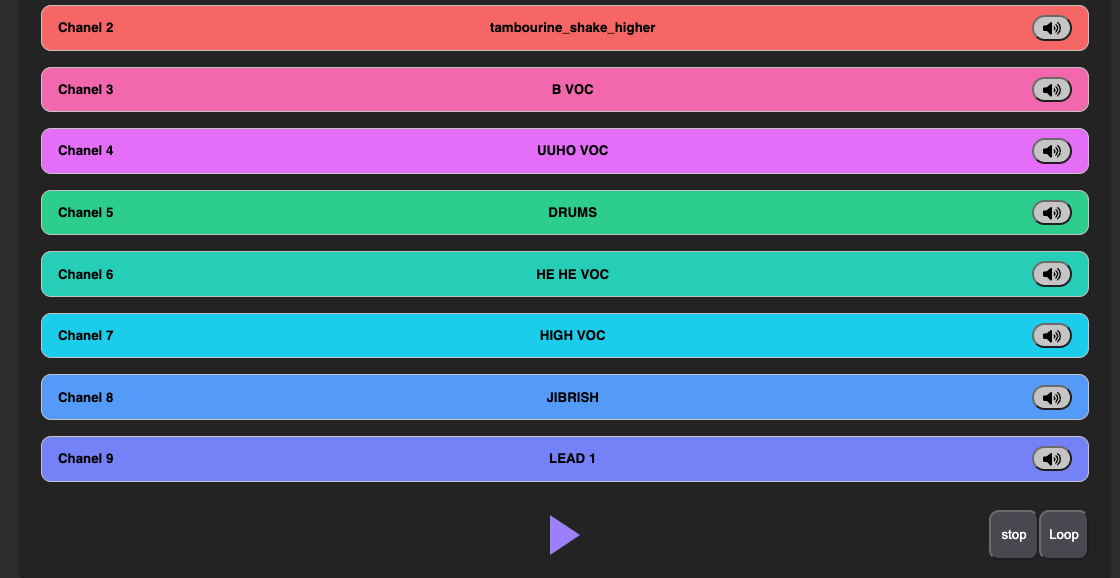 Chanel 2 tambourine_shake_higher
Chanel 3 B VOC
Chanel 4 UUHO VOC
Chanel 5 DRUMS
Chanel 6 HE HE VOC
Chanel 7 HIGH VOC
Chanel 8 JIBRISH
Chanel 9 LEAD 1
stop Loop